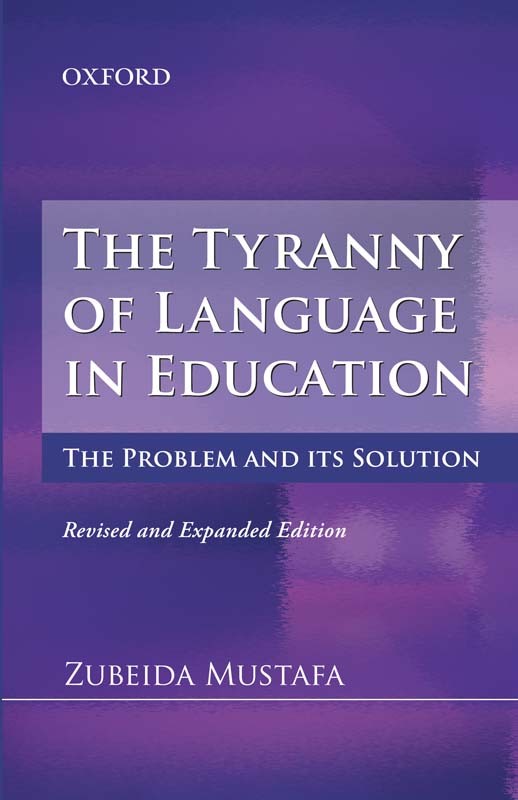 OXFORD
THE TYRANNY
OF LANGUAGE
IN EDUCATION
THE PROBLEM AND ITS SOLUTION
Revised and Expanded Edition
ZUBEIDA MUSTAFA